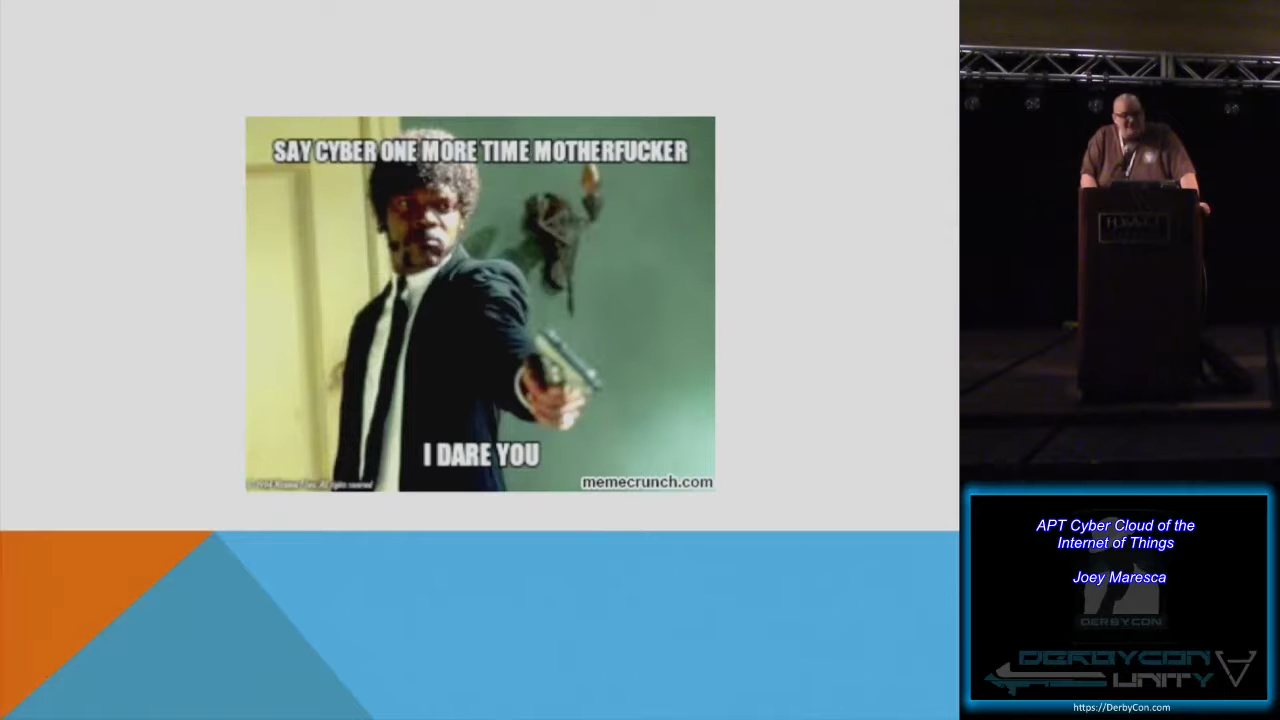 SAY CYBER ONE MORE TIME MOTHERFUCKER
I DARE YOU
memecrunch.com
HYATT
APT Cyber Cloud of the
Internet of Things
Joey Maresca
DERBYCON
DERBYCON
UNITY
https://DerbyCon.com